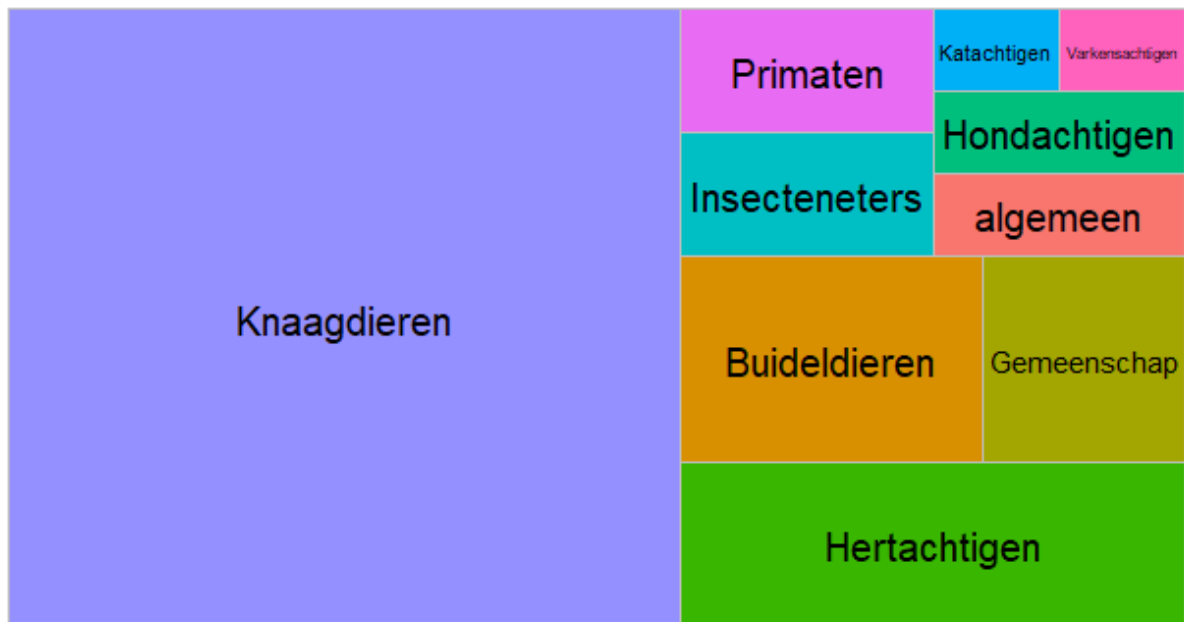 Knaagdieren
Primaten
Katachtigen
Varkensachtigen
Hondachtigen
Insecteneters
algemeen
Buideldieren
Gemeenschap
Hertachtigen